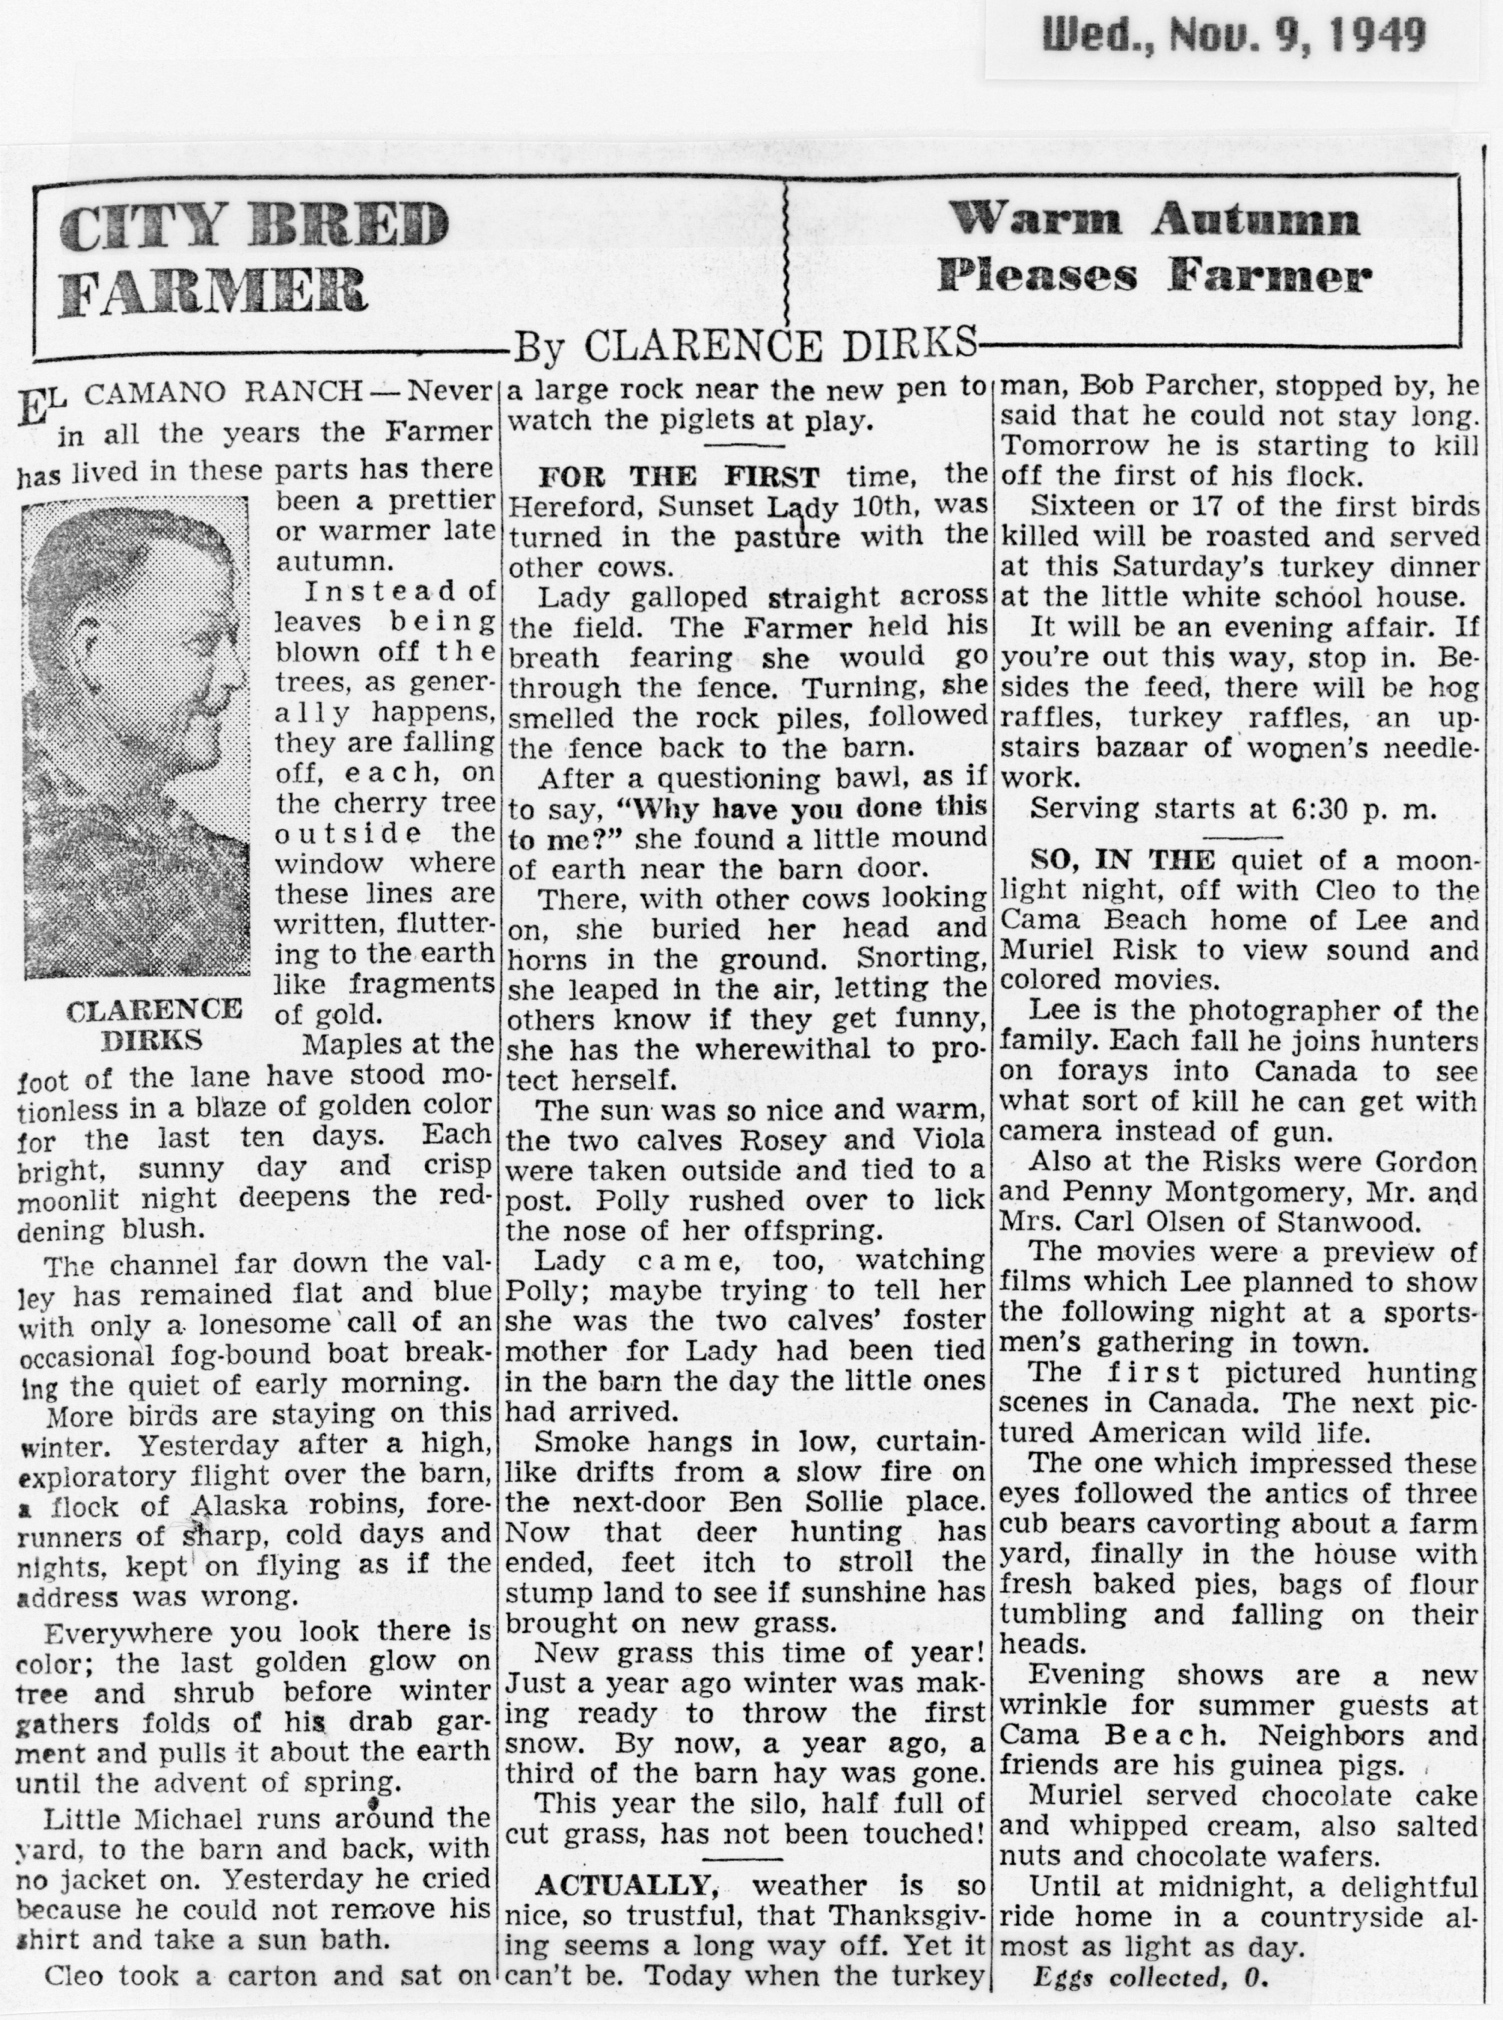 Wed., Nov. 9, 1949
CITY BRED
FARMER
Warm Autumn
Pleases Farmer
By CLARENCE DIRKS
EL CAMANO RANCH — Never
in all the years the Farmer
has lived in these parts has there
been a prettier
or warmer late
autumn.
Instead of
leaves being
blown off the
trees, as gener-
ally happens,
they are falling
off, each, on
the cherry tree
outside the
window where
these lines are
written, flutter-
ing to the earth
like fragments
of gold.
CLARENCE
DIRKS
Maples at the
foot of the lane have stood mo-
tionless in a blaze of golden color
for the last ten days. Each
bright, sunny day and crisp
moonlit night deepens the red-
dening blush.
The channel far down the val-
ley has remained flat and blue
with only a lonesome call of an
occasional fog-bound boat break-
ing the quiet of early morning.
More birds are staying on this
winter. Yesterday after a high,
exploratory flight over the barn,
a flock of Alaska robins, fore-
runners of sharp, cold days and
nights, kept on flying as if the
address was wrong.
Everywhere you look there is
color; the last golden glow on
tree and shrub before winter
gathers folds of his drab gar-
ment and pulls it about the earth
until the advent of spring.
Little Michael runs around the
yard, to the barn and back, with
no jacket on. Yesterday he cried
because he could not remove his
shirt and take a sun bath.
Cleo took a carton and sat on
a large rock near the new pen to
watch the piglets at play.
FOR THE FIRST time, the
Hereford, Sunset Lady 10th, was
turned in the pasture with the
other cows.
Lady galloped straight across
the field. The Farmer held his
breath fearing she would go
through the fence. Turning, she
smelled the rock piles, followed
the fence back to the barn.
After a questioning bawl, as if
to say, "Why have you done this
to me?" she found a little mound
of earth near the barn door.
There, with other cows looking
on, she buried her head and
horns in the ground. Snorting,
she leaped in the air, letting the
others know if they get funny,
she has the wherewithal to pro-
tect herself.
The sun was so nice and warm,
the two calves Rosey and Viola
were taken outside and tied to a
post. Polly rushed over to lick
the nose of her offspring.
Lady came, too, watching
Polly; maybe trying to tell her
she was the two calves' foster
mother for Lady had been tied
in the barn the day the little ones
had arrived.
Smoke hangs in low, curtain-
like drifts from a slow fire on
the next-door Ben Sollie place.
Now that deer hunting has
ended, feet itch to stroll the
stump land to see if sunshine has
brought on new grass.
New grass this time of year!
Just a year ago winter was mak-
ing ready to throw the first
snow. By now, a year ago, a
third of the barn hay was gone.
This year the silo, half full of
cut grass, has not been touched!
ACTUALLY, weather is so
nice, so trustful, that Thanksgiv-
ing seems a long way off. Yet it
can't be. Today when the turkey
man, Bob Parcher, stopped by, he
said that he could not stay long.
Tomorrow he is starting to kill
off the first of his flock.
Sixteen or 17 of the first birds
killed will be roasted and served
at this Saturday's turkey dinner
at the little white school house.
It will be an evening affair. If
you're out this way, stop in. Be-
sides the feed, there will be hog
raffles, turkey raffles, an up-
stairs bazaar of women's needle-
work.
Serving starts at 6:30 p. m.
SO, IN THE quiet of a moon-
light night, off with Cleo to the
Cama Beach home of Lee and
Muriel Risk to view sound and
colored movies.
Lee is the photographer of the
family. Each fall he joins hunters
on forays into Canada to see
what sort of kill he can get with
camera instead of gun.
Also at the Risks were Gordon
and Penny Montgomery, Mr. and
Mrs. Carl Olsen of Stanwood.
The movies were a preview of
films which Lee planned to show
the following night at a sports-
men's gathering in town.
The first pictured hunting
scenes in Canada. The next pic-
tured American wild life.
The one which impressed these
eyes followed the antics of three
cub bears cavorting about a farm
yard, finally in the house with
fresh baked pies, bags of flour
tumbling and falling on their
heads.
Evening shows are a new
wrinkle for summer guests at
Cama Beach. Neighbors and
friends are his guinea pigs.
Muriel served chocolate cake
and whipped cream, also salted
nuts and chocolate wafers.
Until at midnight, a delightful
ride home in a countryside al-
most as light as day.
Eggs collected, 0.